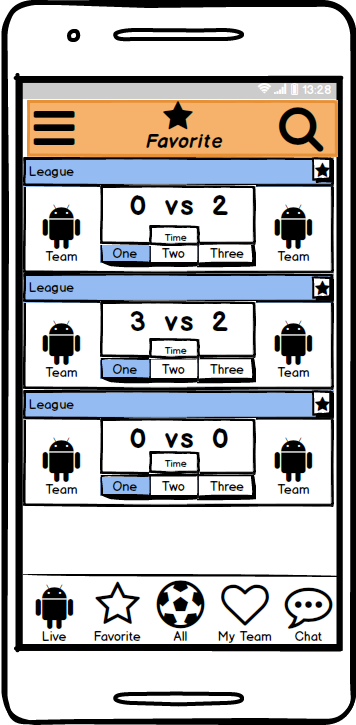 13:28
Favorite
League
0 vs 2
Time
Team One Two Three Team
League
3 vs 2
Time
Team One Two Three Team
League
0 vs 0
Time
Team One Two Three Team
Live Favorite All My Team Chat